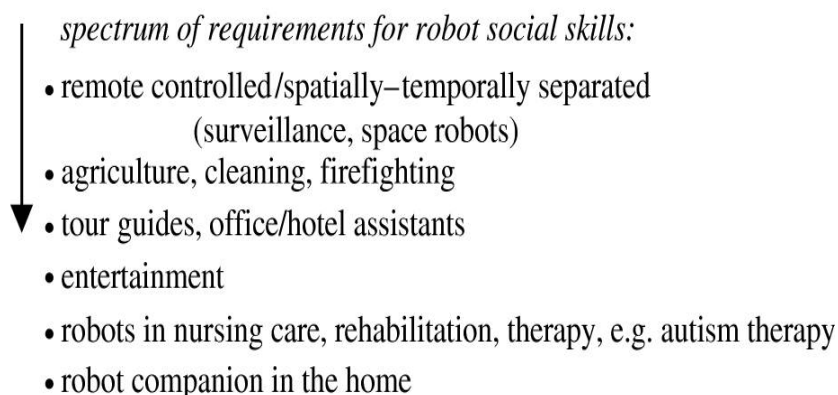 spectrum of requirements for robot social skills:
• remote controlled/spatially–temporally separated
(surveillance, space robots)
• agriculture, cleaning, firefighting
• tour guides, office/hotel assistants
• entertainment
• robots in nursing care, rehabilitation, therapy, e.g. autism therapy
• robot companion in the home